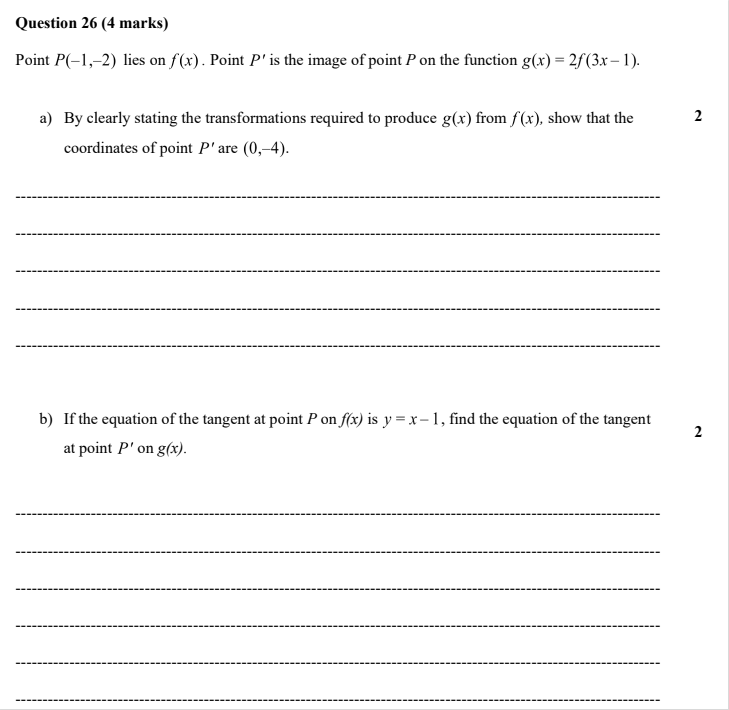 Question 26 (4 marks)
Point P(−1,−2) lies on f(x). Point P′ is the image of point P on the function g(x) = 2f(3x − 1).
a) By clearly stating the transformations required to produce g(x) from f(x), show that the 2
coordinates of point P′ are (0,−4).
b) If the equation of the tangent at point P on f(x) is y = x − 1, find the equation of the tangent
2
at point P′ on g(x).